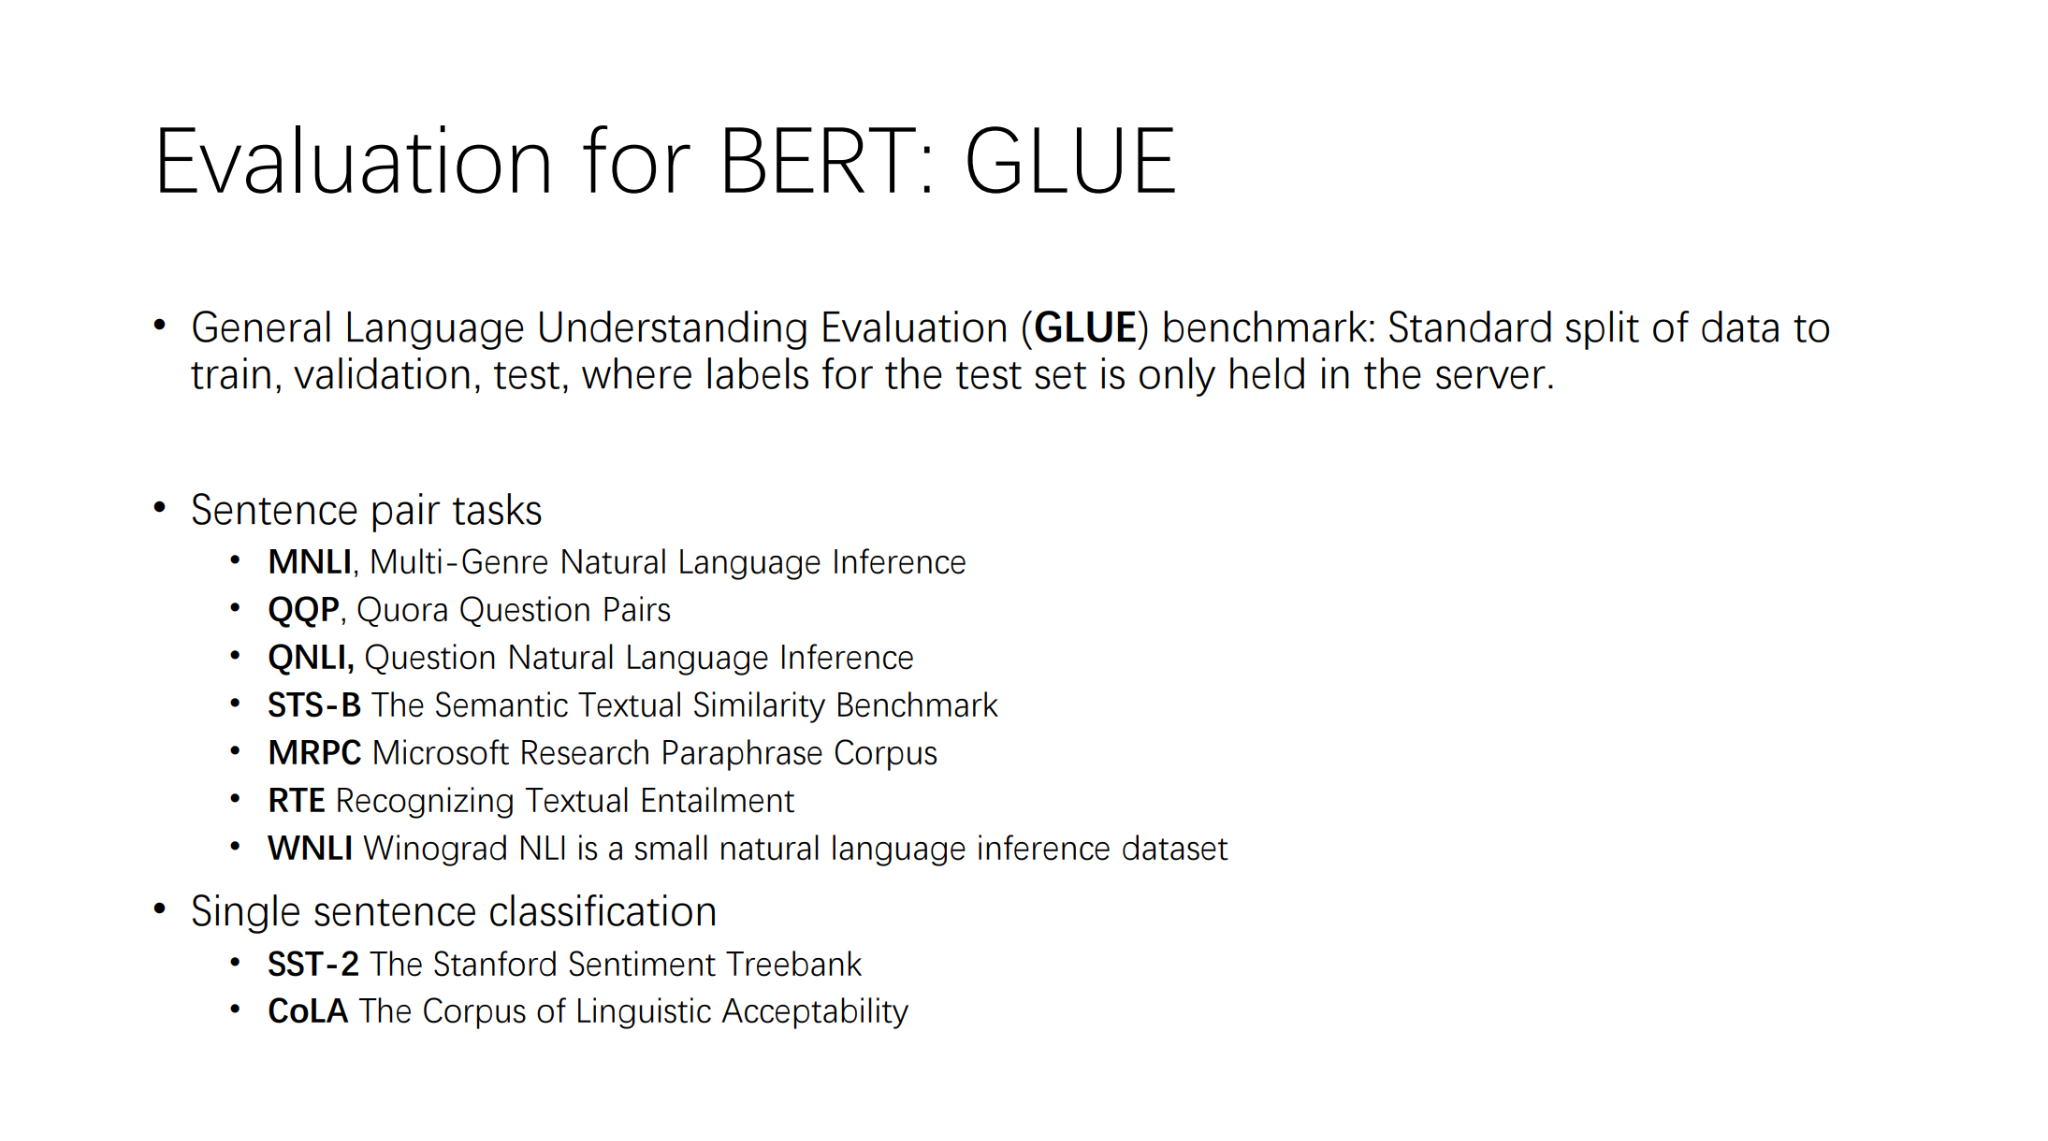 Evaluation for BERT: GLUE
• General Language Understanding Evaluation (GLUE) benchmark: Standard split of data to
train, validation, test, where labels for the test set is only held in the server.
• Sentence pair tasks
• MNLI, Multi-Genre Natural Language Inference
• QQP, Quora Question Pairs
• QNLI, Question Natural Language Inference
• STS-B The Semantic Textual Similarity Benchmark
• MRPC Microsoft Research Paraphrase Corpus
• RTE Recognizing Textual Entailment
• WNLI Winograd NLI is a small natural language inference dataset
• Single sentence classification
• SST-2 The Stanford Sentiment Treebank
• CoLA The Corpus of Linguistic Acceptability